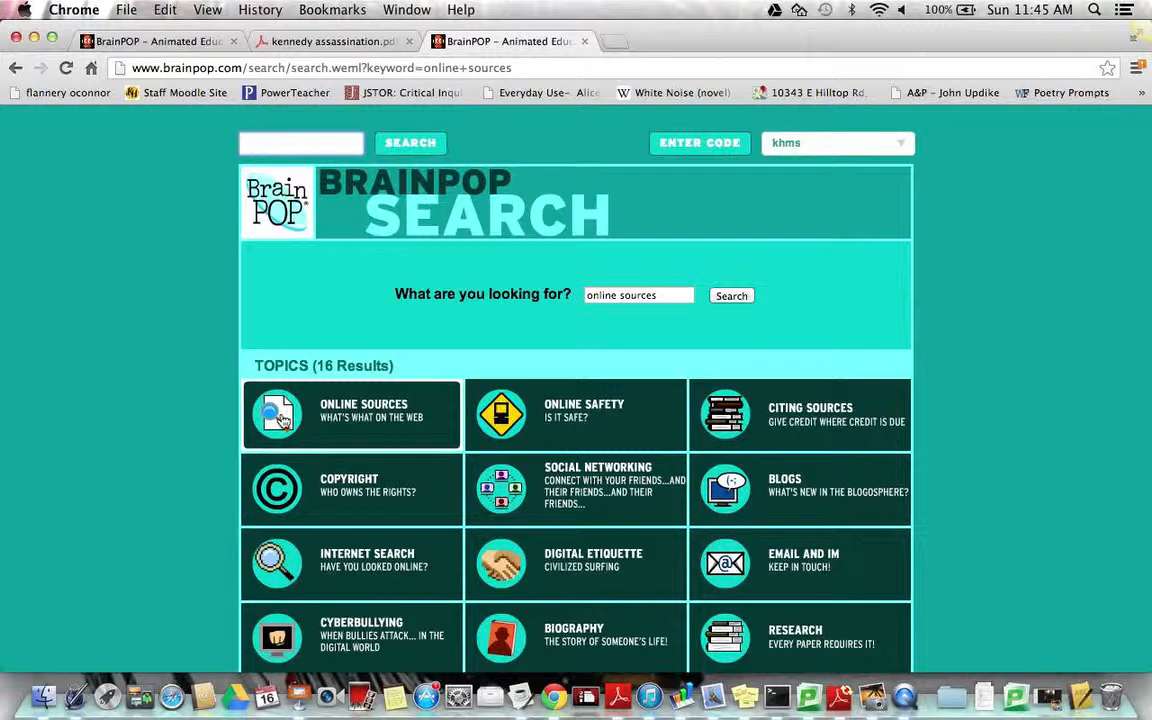 Chrome File Edit View History Bookmarks Window Help 100% Sun 11:45 AM
BrainPOP – Animated Educ kennedy assassination.pd BrainPOP – Animated Educ
www.brainpop.com/search/search.weml?keyword=online+sources
flannery oconnor Staff Moodle Site PowerTeacher JSTOR: Critical Inqui Everyday Use- Alice White Noise (novel) 10343 E Hilltop Rd, A&P - John Updike Poetry Prompts »
SEARCH ENTER CODE khms
Brain POP BRAINPOP
SEARCH
What are you looking for? online sources Search
TOPICS (16 Results)
ONLINE SOURCES
WHAT'S WHAT ON THE WEB
ONLINE SAFETY
IS IT SAFE?
CITING SOURCES
GIVE CREDIT WHERE CREDIT IS DUE
COPYRIGHT
WHO OWNS THE RIGHTS?
SOCIAL NETWORKING
CONNECT WITH YOUR FRIENDS...AND
THEIR FRIENDS...AND THEIR
FRIENDS...
BLOGS
WHAT'S NEW IN THE BLOGOSPHERE?
INTERNET SEARCH
HAVE YOU LOOKED ONLINE?
DIGITAL ETIQUETTE
CIVILIZED SURFING
EMAIL AND IM
KEEP IN TOUCH!
CYBERBULLYING
WHEN BULLIES ATTACK... IN THE
DIGITAL WORLD
BIOGRAPHY
THE STORY OF SOMEONE'S LIFE!
RESEARCH
EVERY PAPER REQUIRES IT!